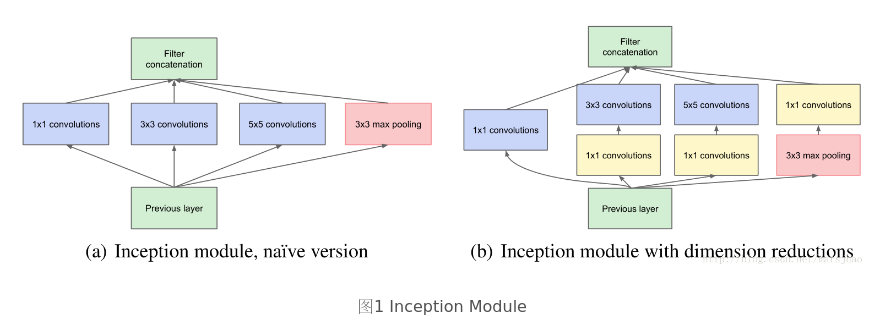 Filter
concatenation
1x1 convolutions
3x3 convolutions
5x5 convolutions
3x3 max pooling
Previous layer
(a) Inception module, naïve version
Filter
concatenation
3x3 convolutions
5x5 convolutions
1x1 convolutions
1x1 convolutions
1x1 convolutions
1x1 convolutions
3x3 max pooling
Previous layer
(b) Inception module with dimension reductions
图1 Inception Module